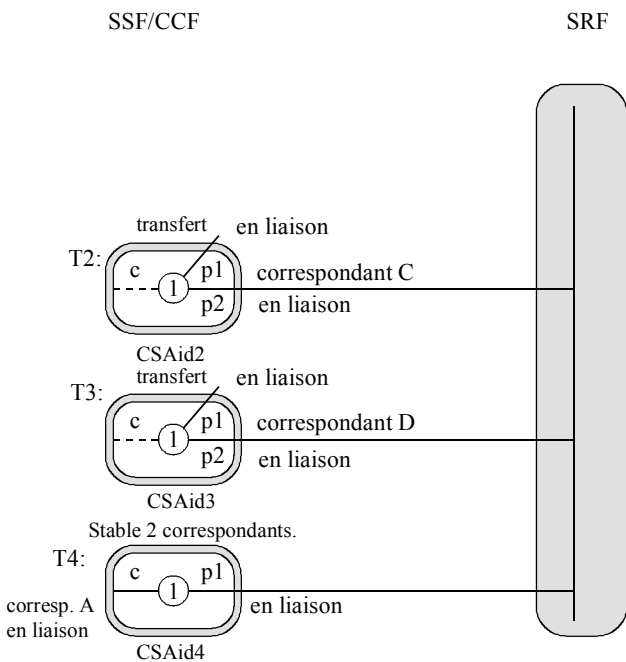 SSF/CCF SRF
transfert en liaison
T2: c p1 correspondant C
1
p2 en liaison
CSAid2
transfert en liaison
T3: c p1 correspondant D
1
p2 en liaison
CSAid3
Stable 2 correspondants.
T4: c p1
1
corresp. A en liaison
en liaison
CSAid4